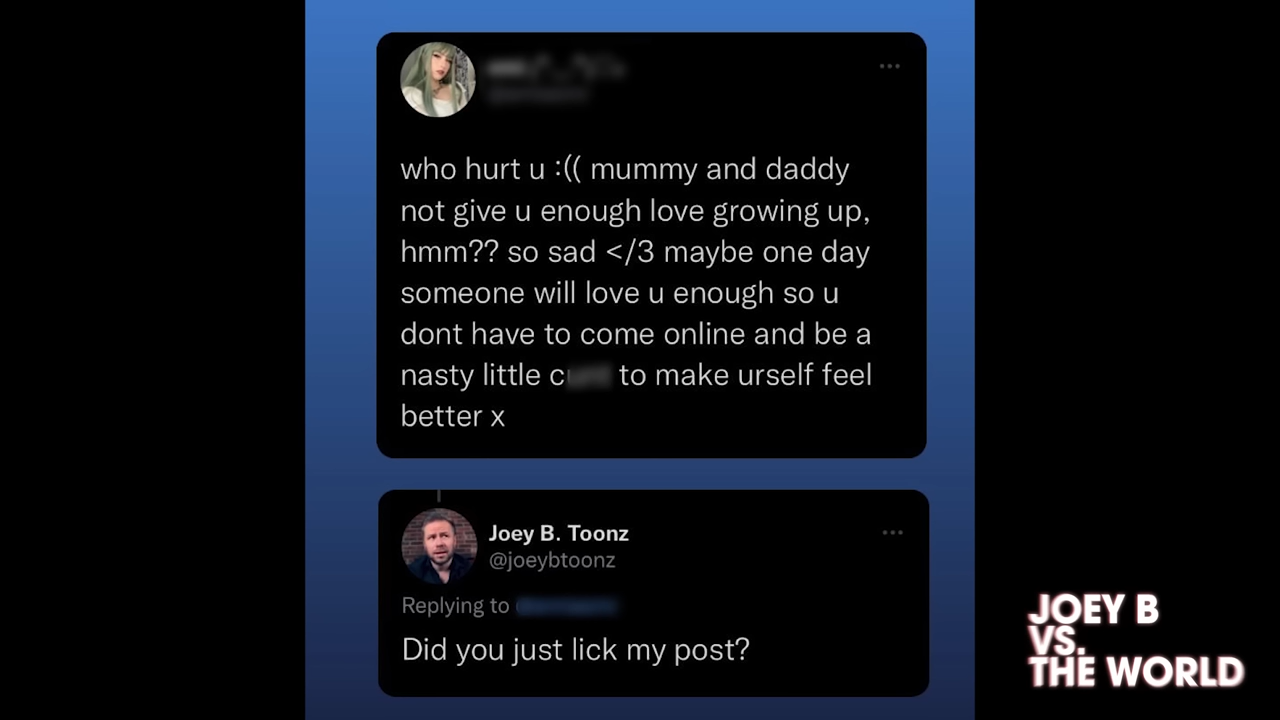 who hurt u :(( mummy and daddy
not give u enough love growing up,
hmm?? so sad </3 maybe one day
someone will love u enough so u
dont have to come online and be a
nasty little c to make urself feel
better x
Joey B. Toonz
@joeybtoonz
Replying to
Did you just lick my post?
JOEY B
VS.
THE WORLD